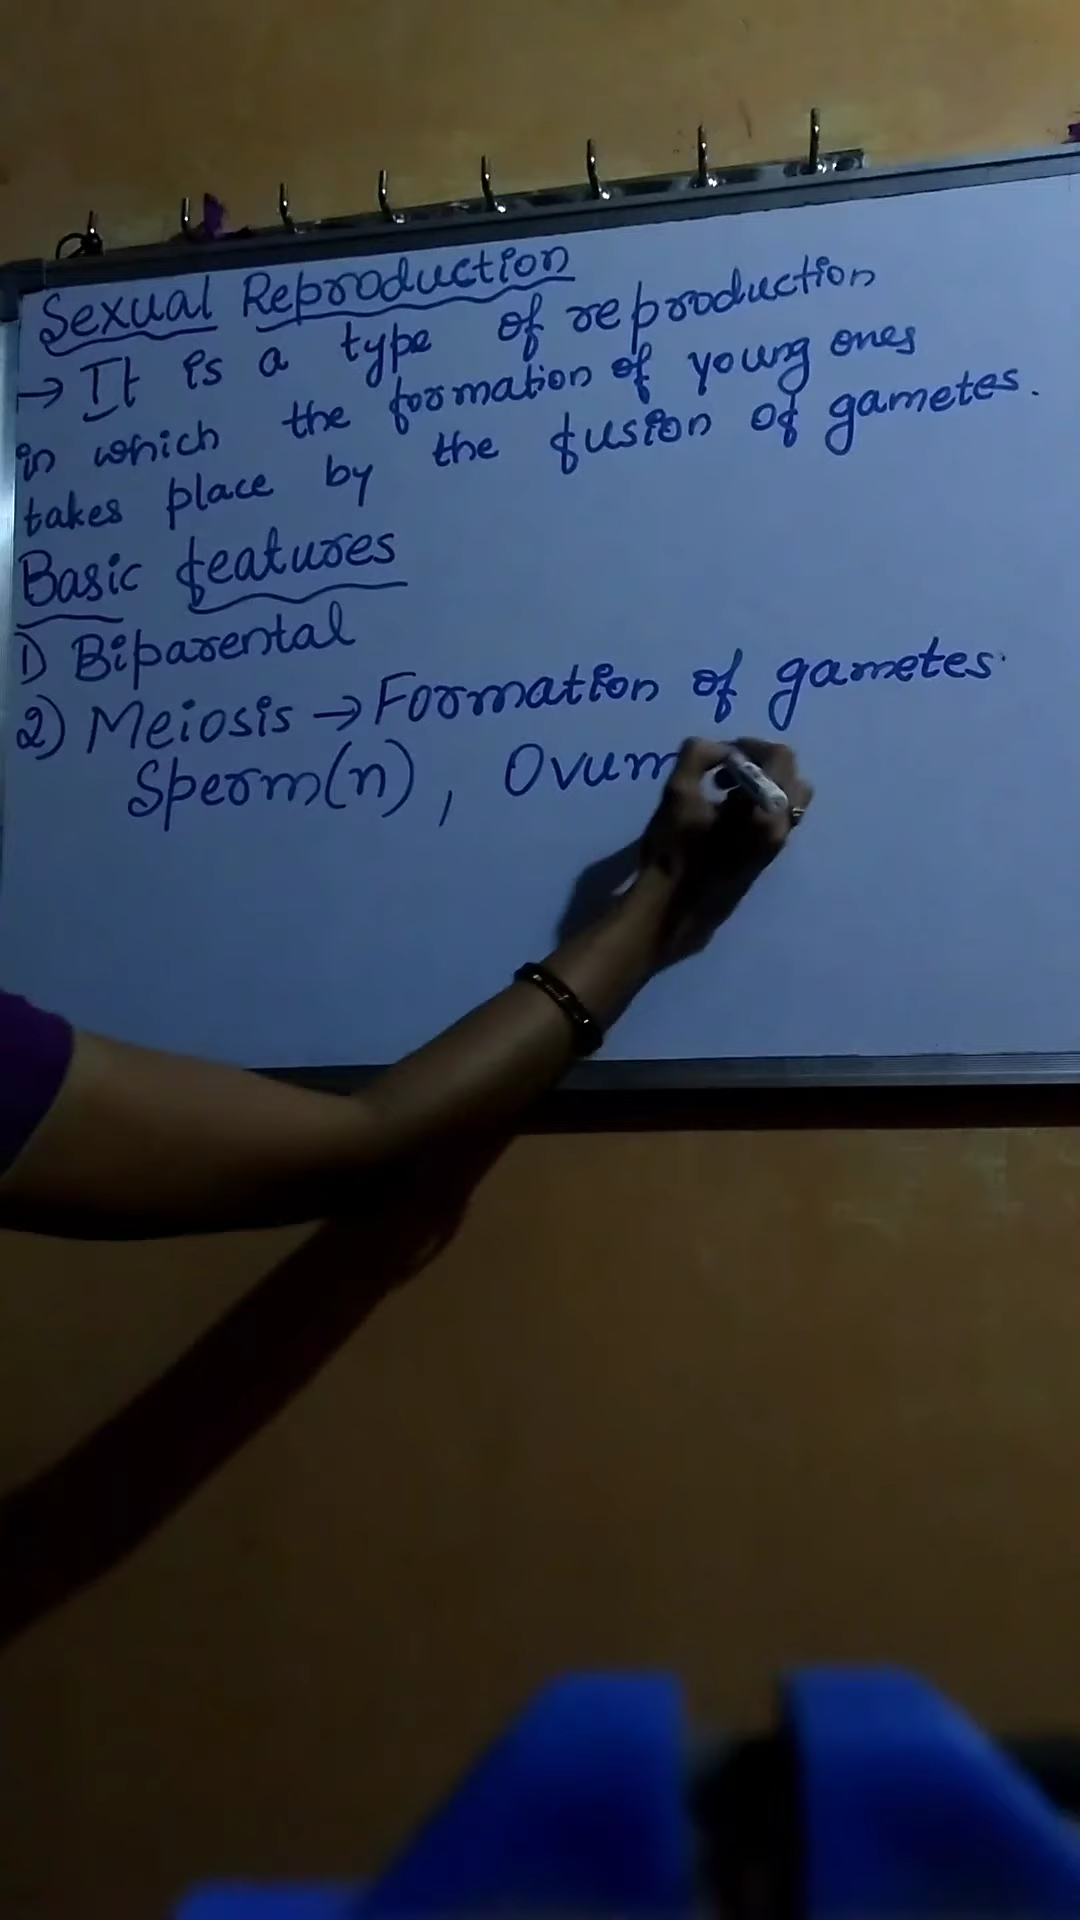 Sexual Reproduction
→ It is a type of reproduction
in which the formation of young ones
takes place by the fusion of gametes.
Basic features
1) Biparental
2) Meiosis → Formation of gametes.
Sperm(n), Ovum